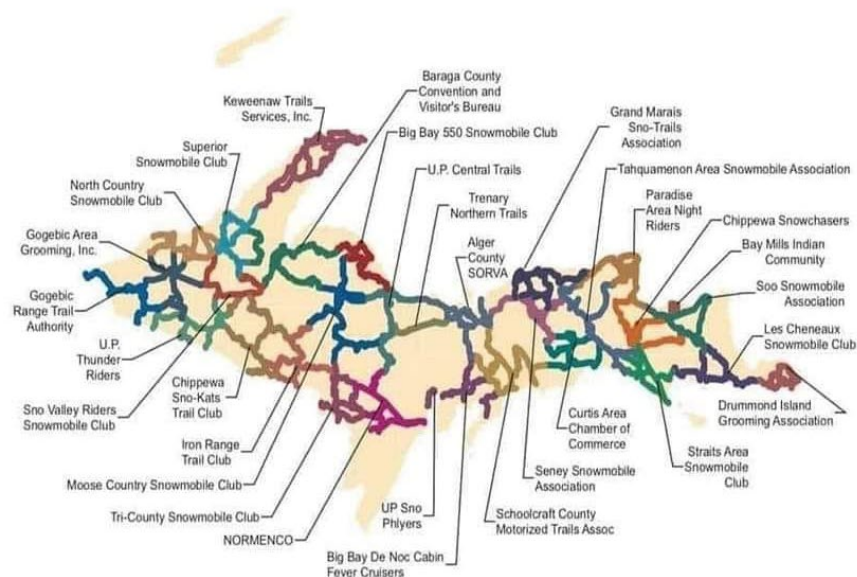 Baraga County
Convention and
Visitor's Bureau
Keweenaw Trails
Services, Inc.
Grand Marais
Sno-Trails
Association
Big Bay 550 Snowmobile Club
Superior
Snowmobile Club
U.P. Central Trails
Tahquamenon Area Snowmobile Association
North Country
Snowmobile Club
Trenary
Northern Trails
Paradise
Area Night
Riders
Chippewa Snowchasers
Gogebic Area
Grooming, Inc.
Alger
County
SORVA
Bay Mills Indian
Community
Soo Snowmobile
Association
Gogebic
Range Trail
Authority
Les Cheneaux
Snowmobile Club
U.P.
Thunder
Riders
Chippewa
Sno-Kats
Trail Club
Drummond Island
Grooming Association
Sno Valley Riders
Snowmobile Club
Curtis Area
Chamber of
Commerce
Iron Range
Trail Club
Straits Area
Snowmobile
Club
Moose Country Snowmobile Club
Seney Snowmobile
Association
UP Sno
Phlyers
Tri-County Snowmobile Club
Schoolcraft County
Motorized Trails Assoc
NORMENCO
Big Bay De Noc Cabin
Fever Cruisers